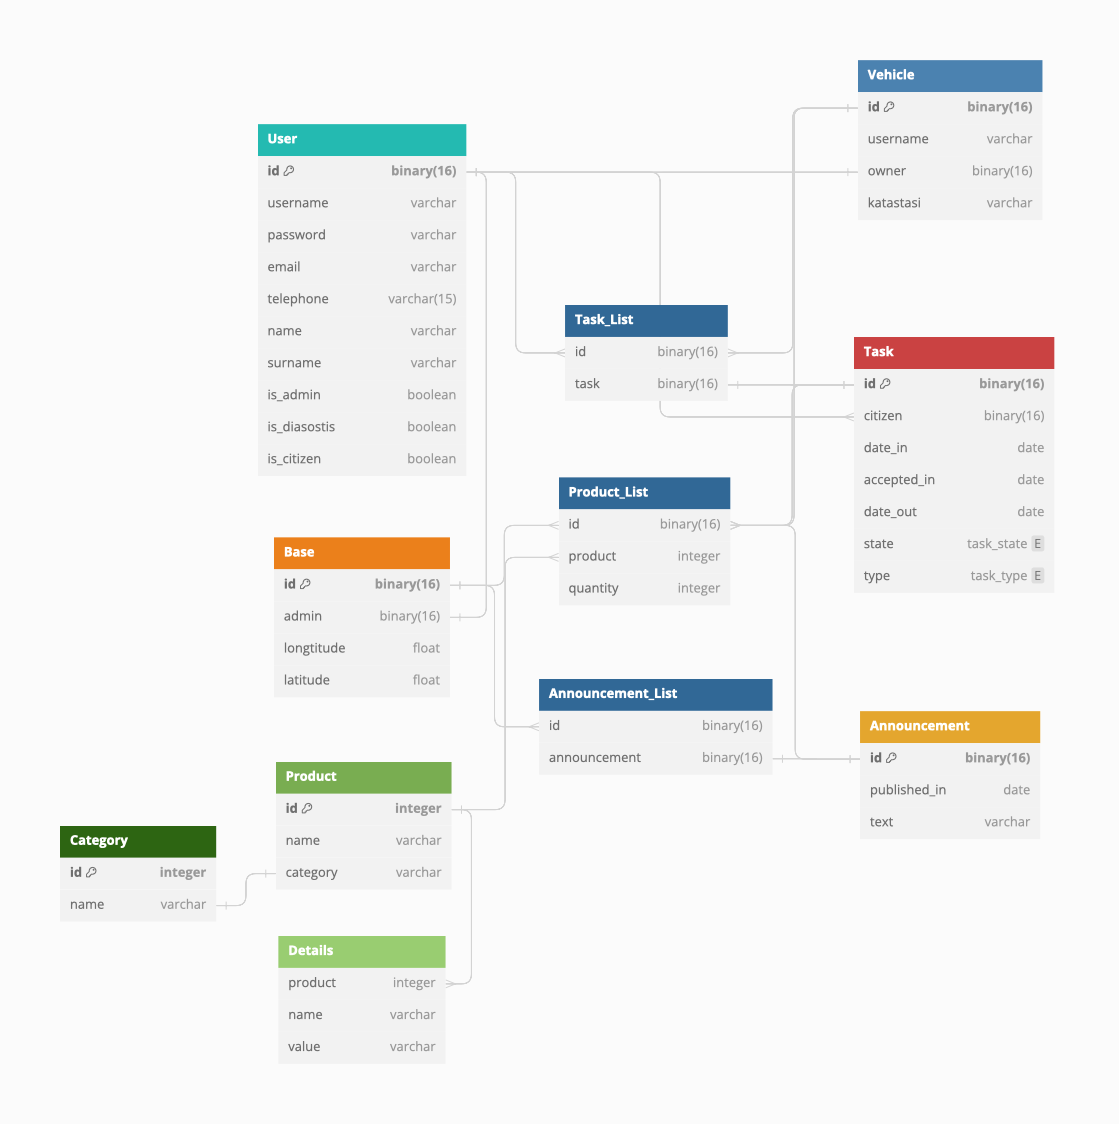 Vehicle
id binary(16)
username varchar
owner binary(16)
katastasi varchar
User
id binary(16)
username varchar
password varchar
email varchar
telephone varchar(15)
name varchar
surname varchar
is_admin boolean
is_diasostis boolean
is_citizen boolean
Task_List
id binary(16)
task binary(16)
Task
id binary(16)
citizen binary(16)
date_in date
accepted_in date
date_out date
state task_state E
type task_type E
Product_List
id binary(16)
product integer
quantity integer
Base
id binary(16)
admin binary(16)
longtitude float
latitude float
Announcement_List
id binary(16)
announcement binary(16)
Announcement
id binary(16)
published_in date
text varchar
Product
id integer
name varchar
category varchar
Category
id integer
name varchar
Details
product integer
name varchar
value varchar